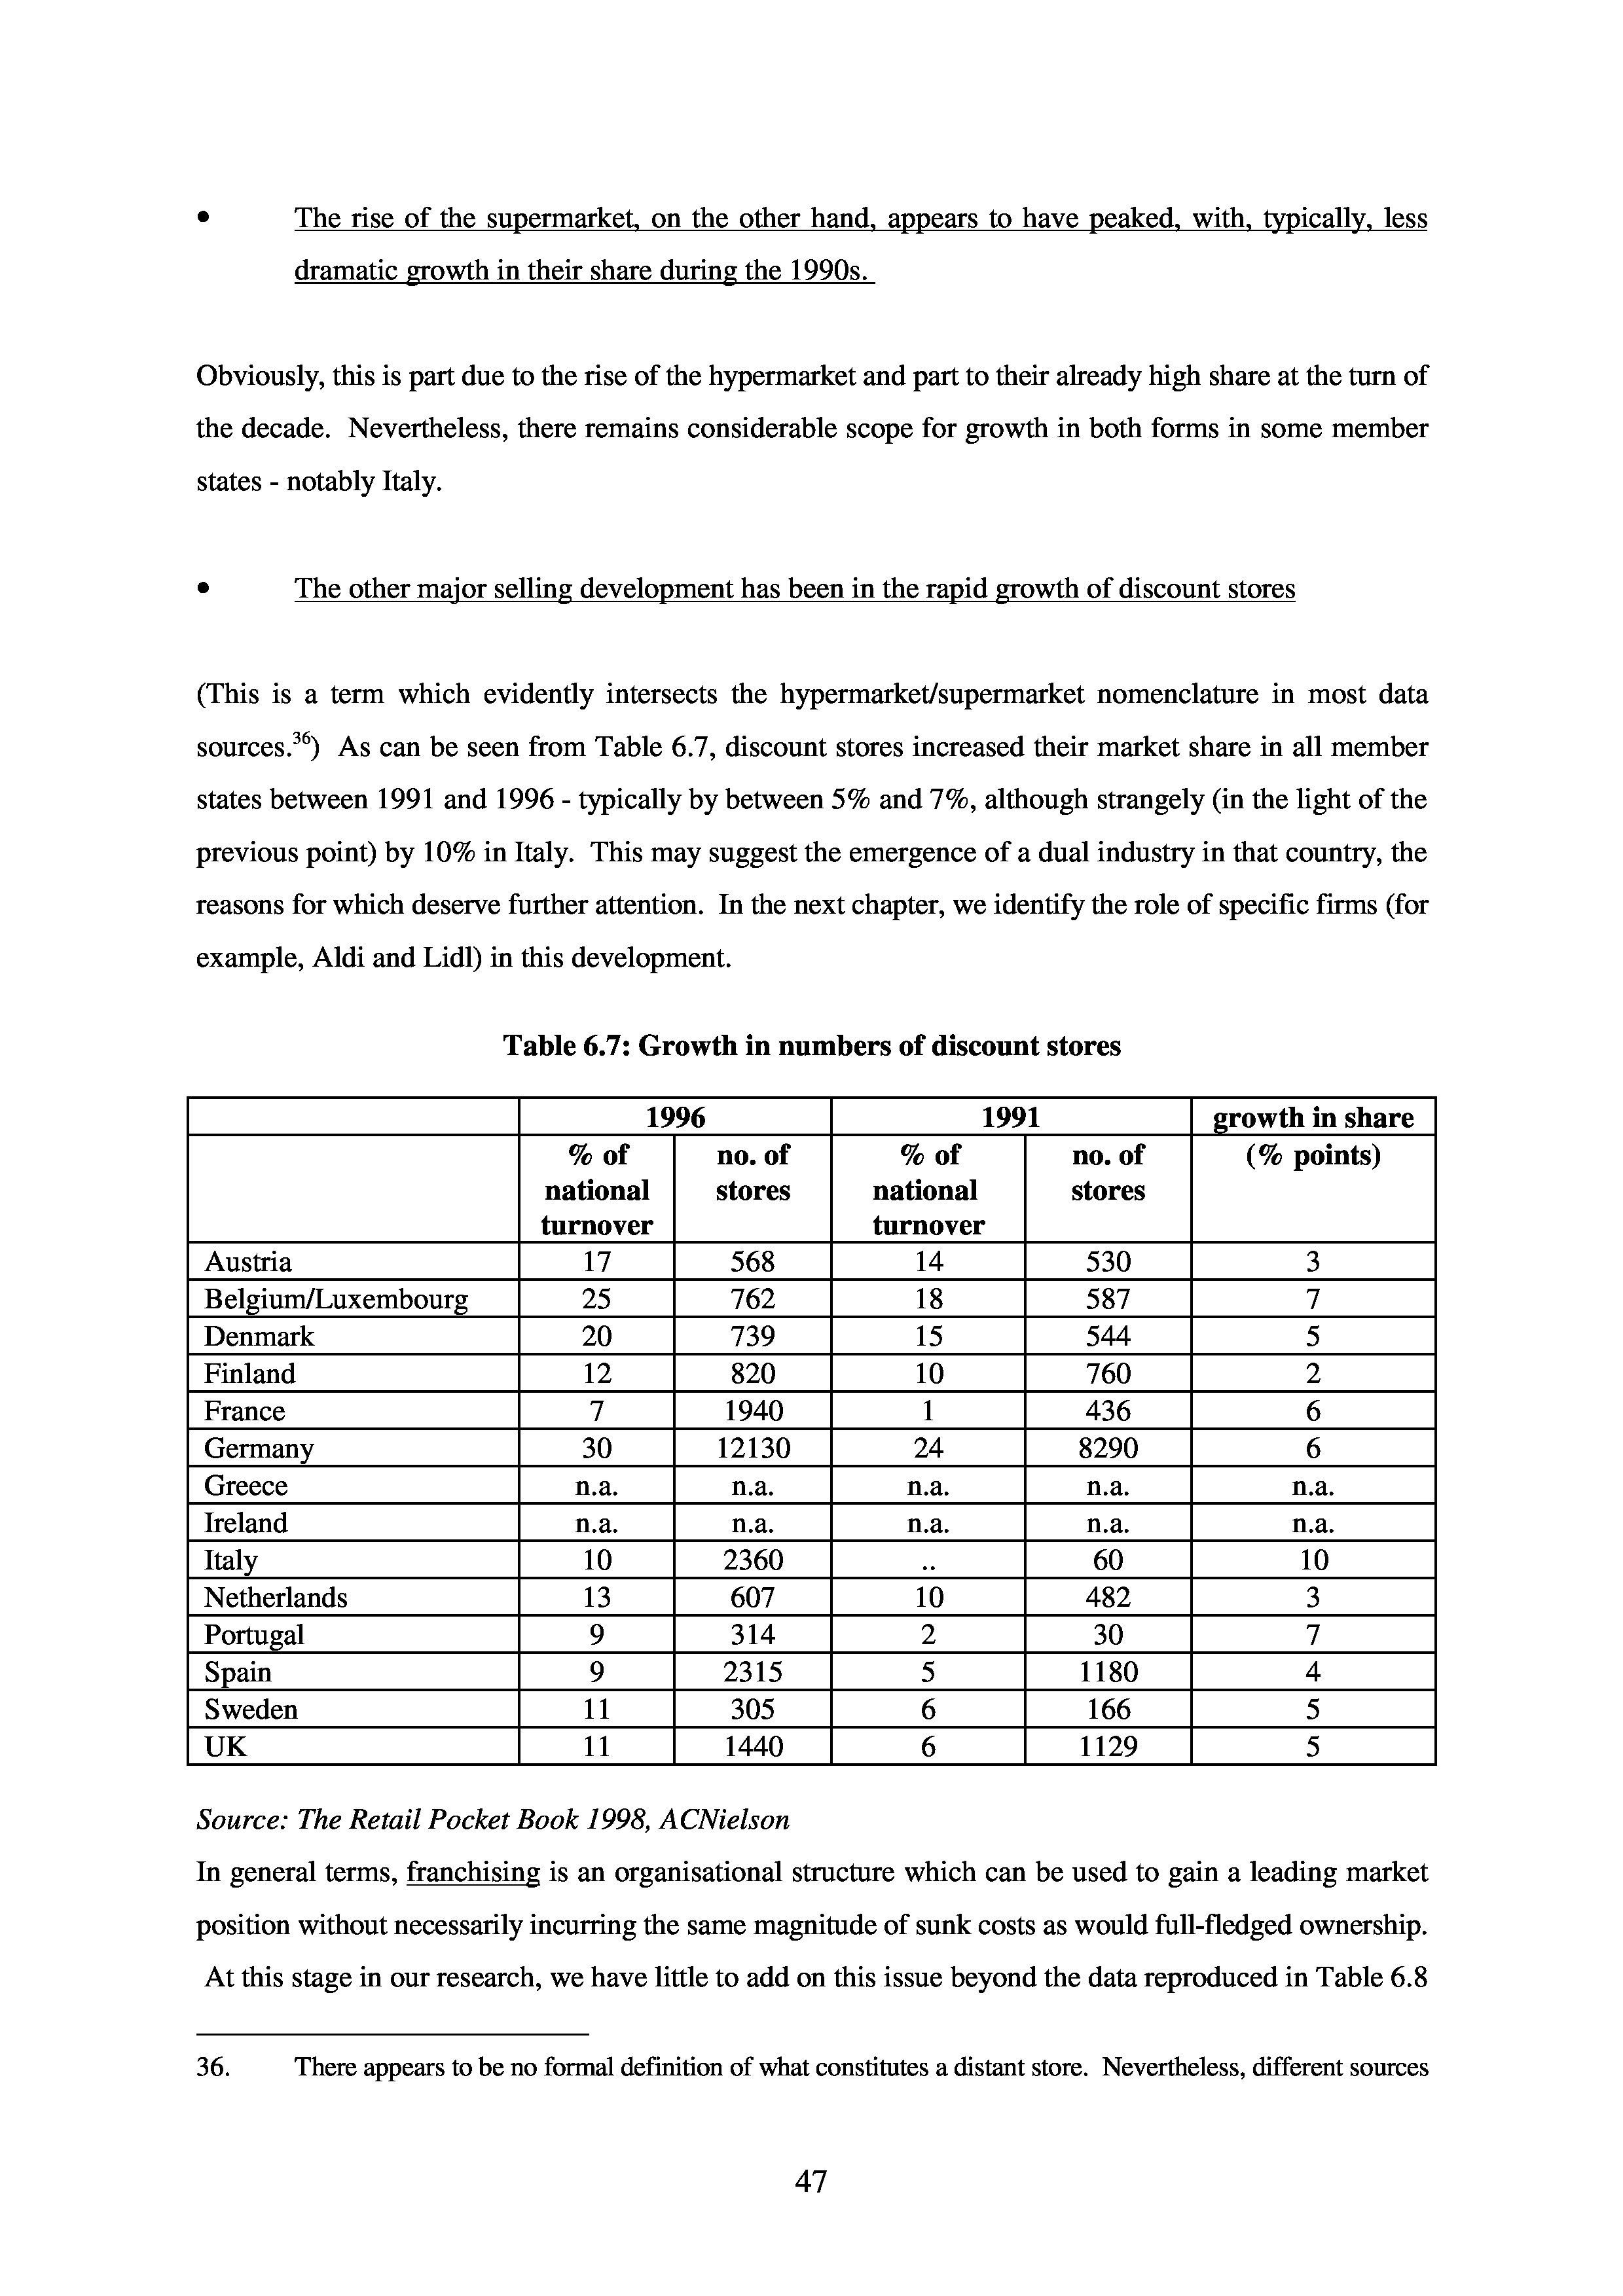 • The rise of the supermarket, on the other hand, appears to have peaked, with, typically, less
dramatic growth in their share during the 1990s.
Obviously, this is part due to the rise of the hypermarket and part to their already high share at the turn of
the decade. Nevertheless, there remains considerable scope for growth in both forms in some member
states - notably Italy.
• The other major selling development has been in the rapid growth of discount stores
(This is a term which evidently intersects the hypermarket/supermarket nomenclature in most data
sources.36) As can be seen from Table 6.7, discount stores increased their market share in all member
states between 1991 and 1996 - typically by between 5% and 7%, although strangely (in the light of the
previous point) by 10% in Italy. This may suggest the emergence of a dual industry in that country, the
reasons for which deserve further attention. In the next chapter, we identify the role of specific firms (for
example, Aldi and Lidl) in this development.
Table 6.7: Growth in numbers of discount stores
1996 1991 growth in share
% of no. of % of no. of (% points)
national stores national stores
turnover turnover
Austria 17 568 14 530 3
Belgium/Luxembourg 25 762 18 587 7
Denmark 20 739 15 544 5
Finland 12 820 10 760 2
France 7 1940 1 436 6
Germany 30 12130 24 8290 6
Greece n.a. n.a. n.a. n.a. n.a.
Ireland n.a. n.a. n.a. n.a. n.a.
Italy 10 2360 .. 60 10
Netherlands 13 607 10 482 3
Portugal 9 314 2 30 7
Spain 9 2315 5 1180 4
Sweden 11 305 6 166 5
UK 11 1440 6 1129 5
Source: The Retail Pocket Book 1998, ACNielson
In general terms, franchising is an organisational structure which can be used to gain a leading market
position without necessarily incurring the same magnitude of sunk costs as would full-fledged ownership.
At this stage in our research, we have little to add on this issue beyond the data reproduced in Table 6.8
36. There appears to be no formal definition of what constitutes a distant store. Nevertheless, different sources
47